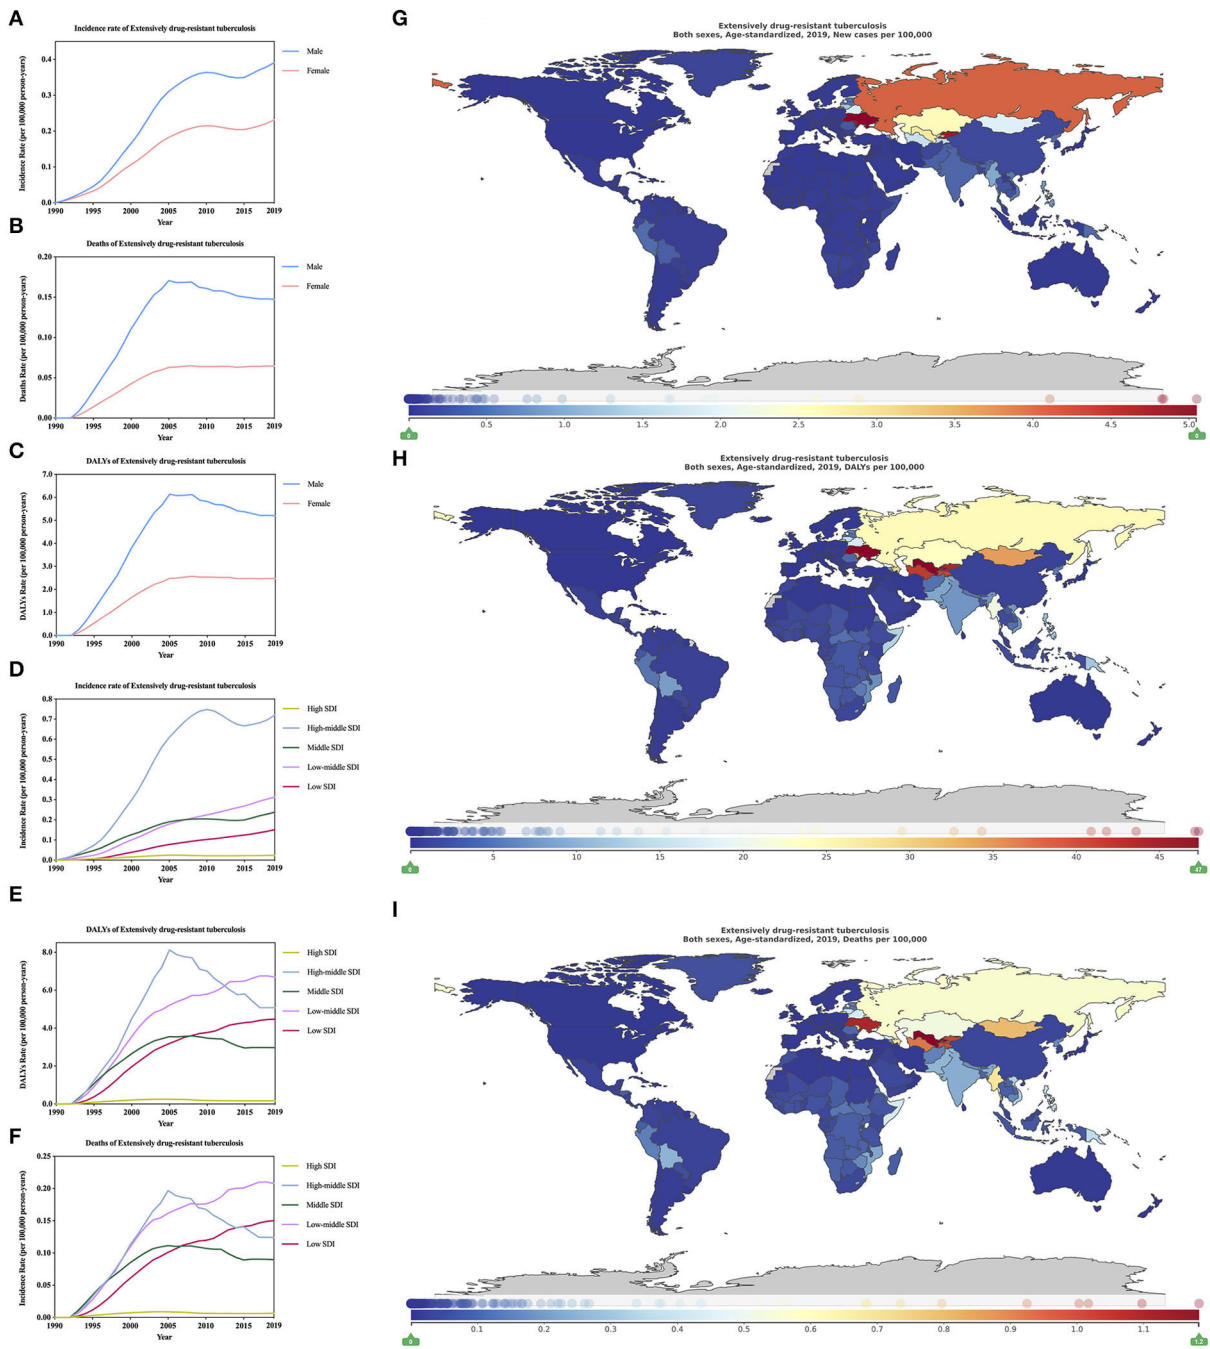 A
Incidence rate of Extensively drug-resistant tuberculosis
Incidence Rate (per 100,000 person-years)
0.4
0.3
0.2
0.1
0.0
1990 1995 2000 2005 2010 2015 2019
Year
Male
Female
B
Deaths of Extensively drug-resistant tuberculosis
Deaths Rate (per 100,000 person-years)
0.20
0.15
0.10
0.05
0.00
1990 1995 2000 2005 2010 2015 2019
Year
Male
Female
C
DALYs of Extensively drug-resistant tuberculosis
DALYs Rate (per 100,000 person-years)
7.0
6.0
5.0
4.0
3.0
2.0
1.0
0.0
1990 1995 2000 2005 2010 2015 2019
Year
Male
Female
D
Incidence rate of Extensively drug-resistant tuberculosis
Incidence Rate (per 100,000 person-years)
0.8
0.7
0.6
0.5
0.4
0.3
0.2
0.1
0.0
1990 1995 2000 2005 2010 2015 2019
Year
High SDI
High-middle SDI
Middle SDI
Low-middle SDI
Low SDI
E
DALYs of Extensively drug-resistant tuberculosis
DALYs Rate (per 100,000 person-years)
8.0
6.0
4.0
2.0
0.0
1990 1995 2000 2005 2010 2015 2019
Year
High SDI
High-middle SDI
Middle SDI
Low-middle SDI
Low SDI
F
Deaths of Extensively drug-resistant tuberculosis
Incidence Rate (per 100,000 person-years)
0.25
0.20
0.15
0.10
0.05
0.00
1990 1995 2000 2005 2010 2015 2019
Year
High SDI
High-middle SDI
Middle SDI
Low-middle SDI
Low SDI
G
Extensively drug-resistant tuberculosis
Both sexes, Age-standardized, 2019, New cases per 100,000
0.5 1.0 1.5 2.0 2.5 3.0 3.5 4.0 4.5 5.0
0 0
H
Extensively drug-resistant tuberculosis
Both sexes, Age-standardized, 2019, DALYs per 100,000
5 10 15 20 25 30 35 40 45
0 47
I
Extensively drug-resistant tuberculosis
Both sexes, Age-standardized, 2019, Deaths per 100,000
0.1 0.2 0.3 0.4 0.5 0.6 0.7 0.8 0.9 1.0 1.1
0 1.2